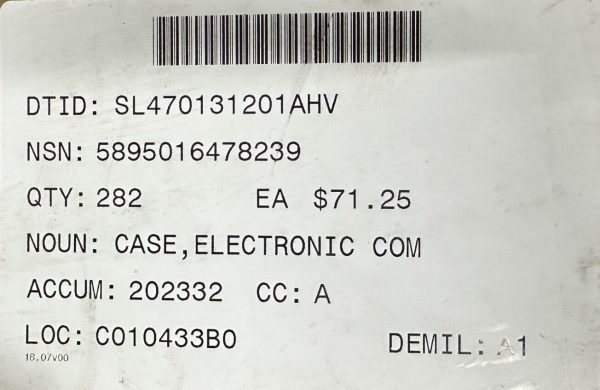 DTID: SL470131201AHV
NSN: 5895016478239
QTY: 282 EA $71.25
NOUN: CASE,ELECTRONIC COM
ACCUM: 202332 CC: A
LOC: C010433B0 DEMIL: A1
18.07v00